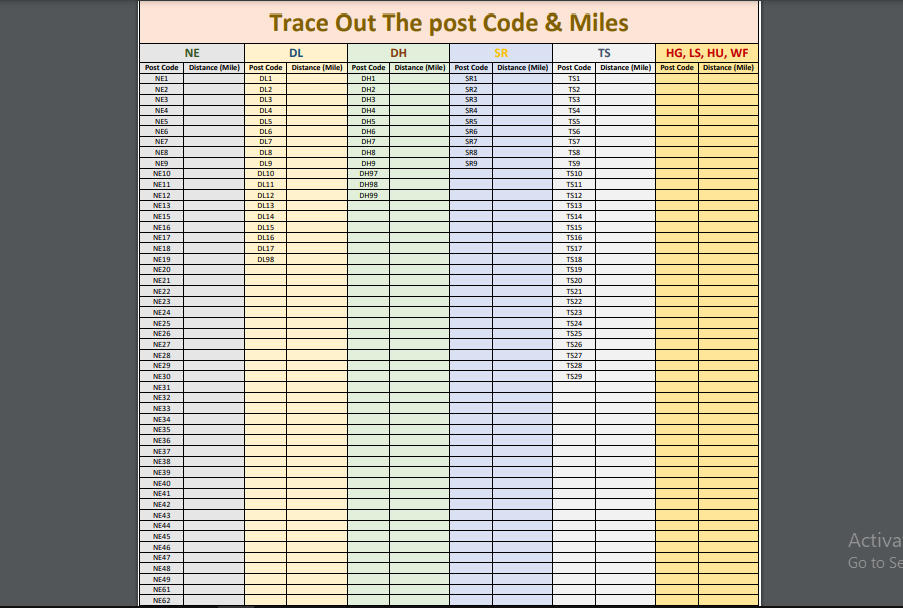 Trace Out The post Code & Miles
NE DL DH SR TS HG, LS, HU, WF
Post Code Distance (Mile) Post Code Distance (Mile) Post Code Distance (Mile) Post Code Distance (Mile) Post Code Distance (Mile) Post Code Distance (Mile)
NE1 DL1 DH1 SR1 TS1
NE2 DL2 DH2 SR2 TS2
NE3 DL3 DH3 SR3 TS3
NE4 DL4 DH4 SR4 TS4
NE5 DL5 DH5 SR5 TS5
NE6 DL6 DH6 SR6 TS6
NE7 DL7 DH7 SR7 TS7
NE8 DL8 DH8 SR8 TS8
NE9 DL9 DH9 SR9 TS9
NE10 DL10 DH97 TS10
NE11 DL11 DH98 TS11
NE12 DL12 DH99 TS12
NE13 DL13 TS13
NE15 DL14 TS14
NE16 DL15 TS15
NE17 DL16 TS16
NE18 DL17 TS17
NE19 DL98 TS18
NE20 TS19
NE21 TS20
NE22 TS21
NE23 TS22
NE24 TS23
NE25 TS24
NE26 TS25
NE27 TS26
NE28 TS27
NE29 TS28
NE30 TS29
NE31
NE32
NE33
NE34
NE35
NE36
NE37
NE38
NE39
NE40
NE41
NE42
NE43
NE44
NE45
NE46
NE47
NE48
NE49
NE61
NE62
Activa
Go to Se